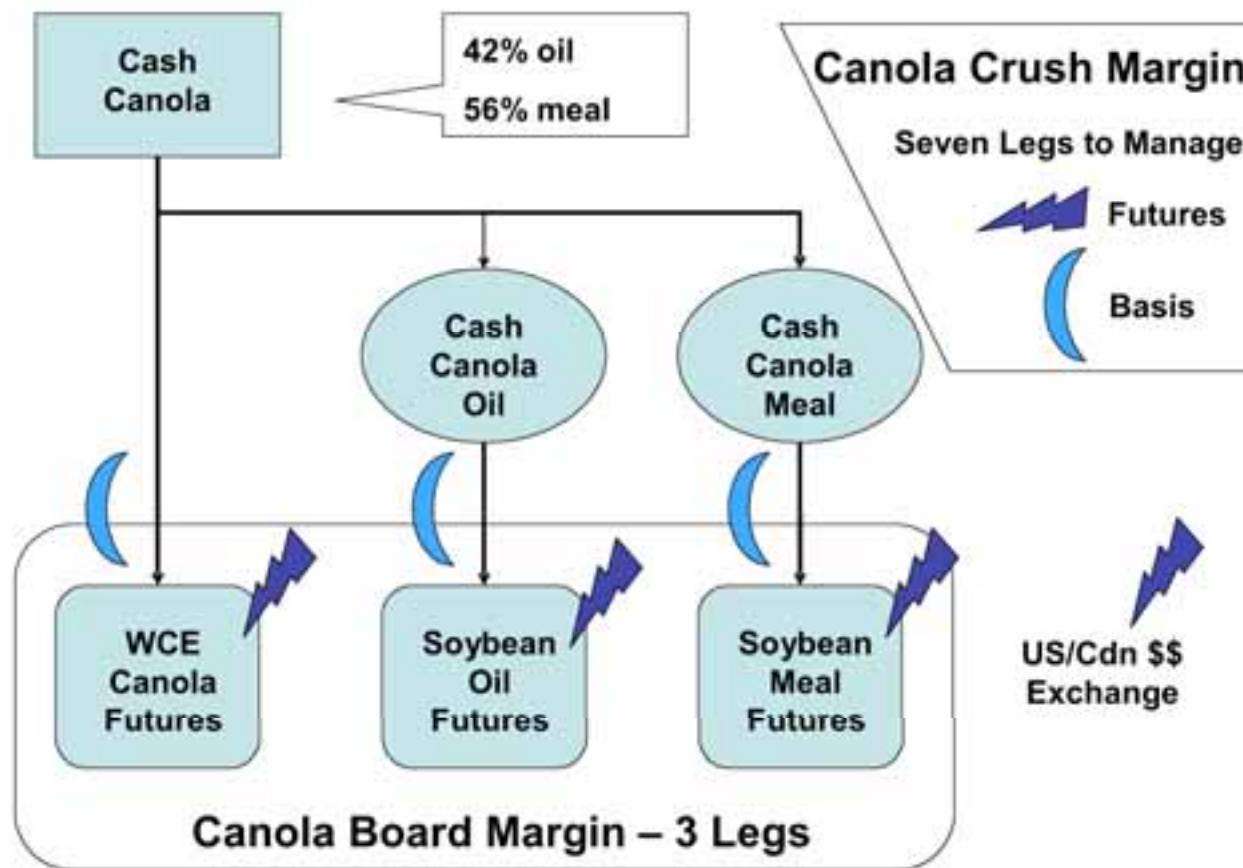 Cash
Canola
42% oil
56% meal
Canola Crush Margin
Seven Legs to Manage
Futures
Basis
Cash
Canola
Oil
Cash
Canola
Meal
WCE
Canola
Futures
Soybean
Oil
Futures
Soybean
Meal
Futures
US/Cdn $$
Exchange
Canola Board Margin – 3 Legs